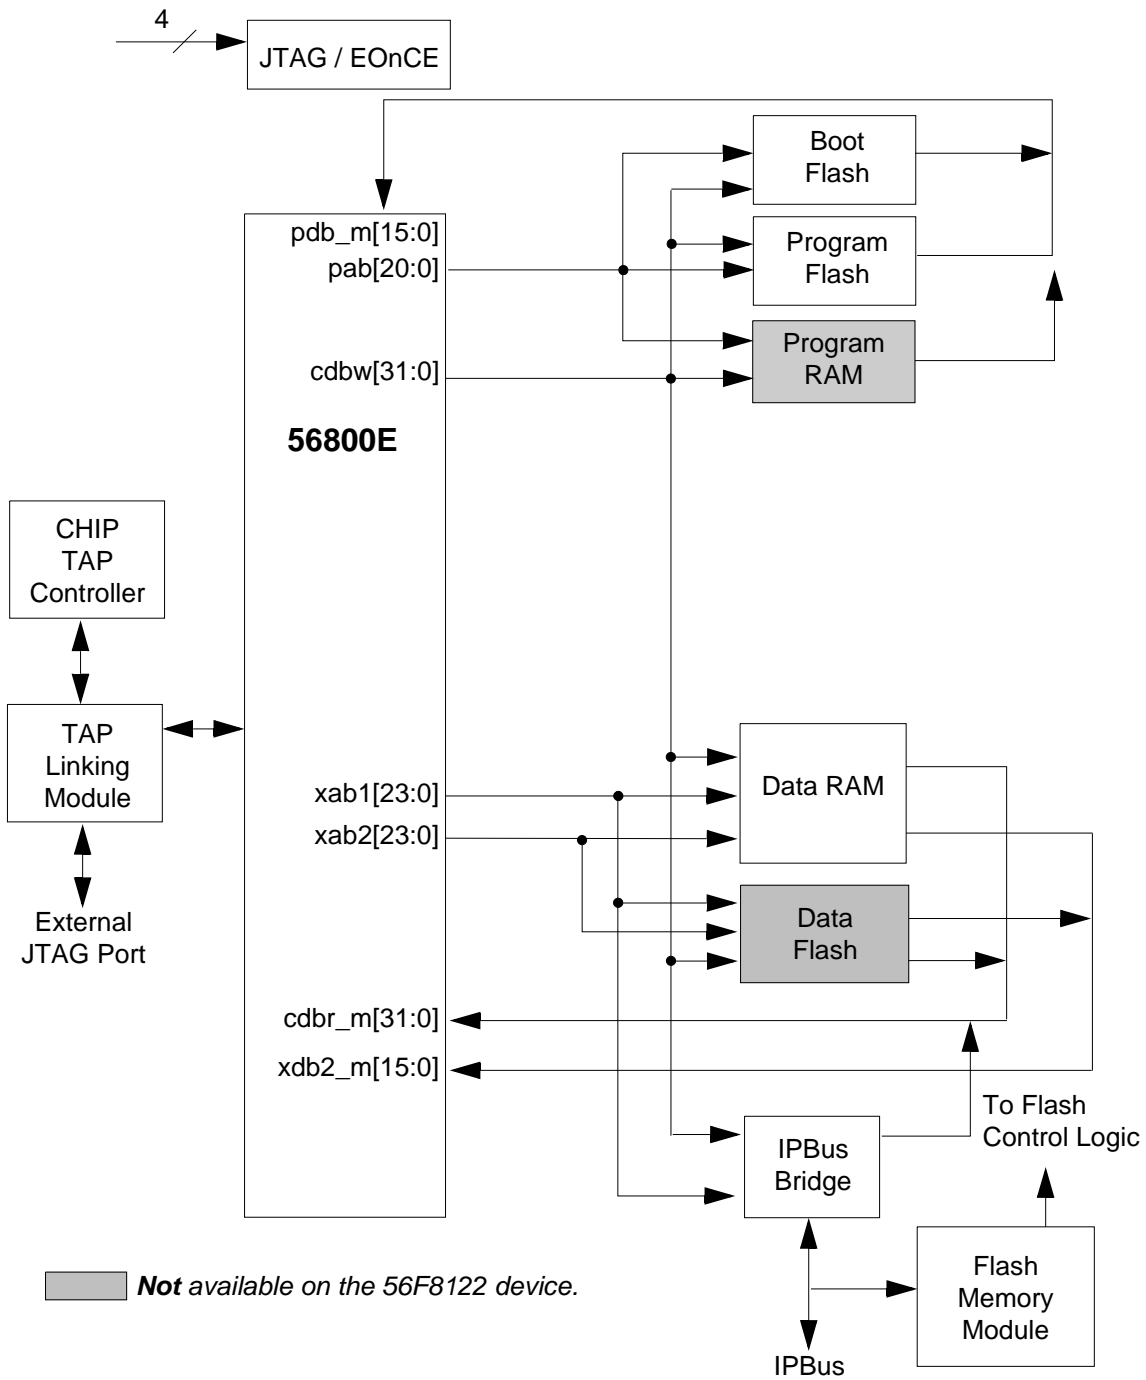 4
JTAG / EOnCE
Boot
Flash
pdb_m[15:0]
pab[20:0]
Program
Flash
cdbw[31:0]
Program
RAM
56800E
CHIP
TAP
Controller
TAP
Linking
Module
External
JTAG Port
xab1[23:0]
xab2[23:0]
Data RAM
Data
Flash
cdbr_m[31:0]
xdb2_m[15:0]
To Flash
Control Logic
IPBus
Bridge
Flash
Memory
Module
IPBus
Not available on the 56F8122 device.